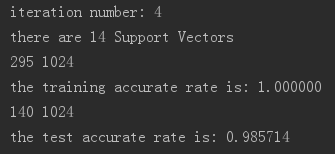 iteration number: 4
there are 14 Support Vectors
295 1024
the training accurate rate is: 1.000000
140 1024
the test accurate rate is: 0.985714